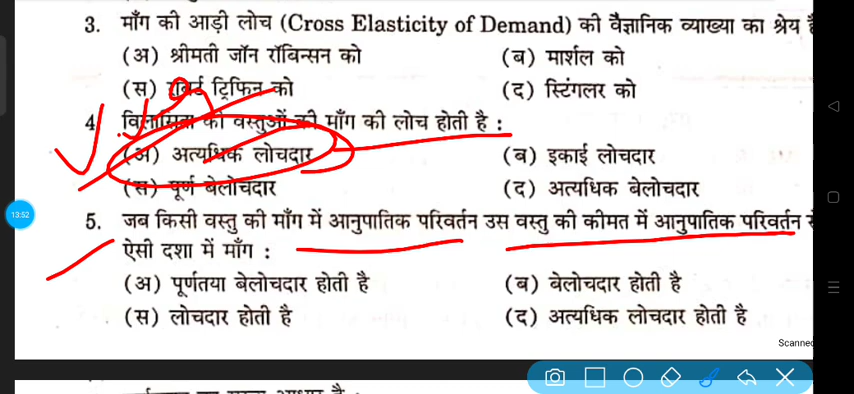 3. माँग की आड़ी लोच (Cross Elasticity of Demand) की वैज्ञानिक व्याख्या का श्रेय
(अ) श्रीमती जॉन रॉबिन्सन को (ब) मार्शल को
(स) रॉबर्ट ट्रिफिन को (द) स्टिंगलर को
4. विलासिता की वस्तुओं की माँग की लोच होती है :
(अ) अत्यधिक लोचदार (ब) इकाई लोचदार
(स) पूर्ण बेलोचदार (द) अत्यधिक बेलोचदार
13:52
5. जब किसी वस्तु की माँग में आनुपातिक परिवर्तन उस वस्तु की कीमत में आनुपातिक परिवर्तन
ऐसी दशा में माँग :
(अ) पूर्णतया बेलोचदार होती है (ब) बेलोचदार होती है
(स) लोचदार होती है (द) अत्यधिक लोचदार होती है
Scanned